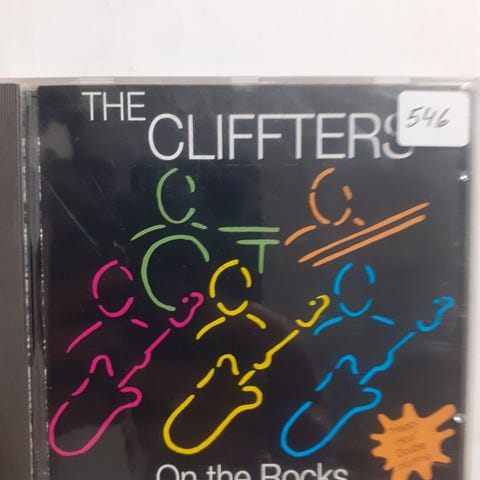 THE
CLIFFTERS
546
On the Rocks